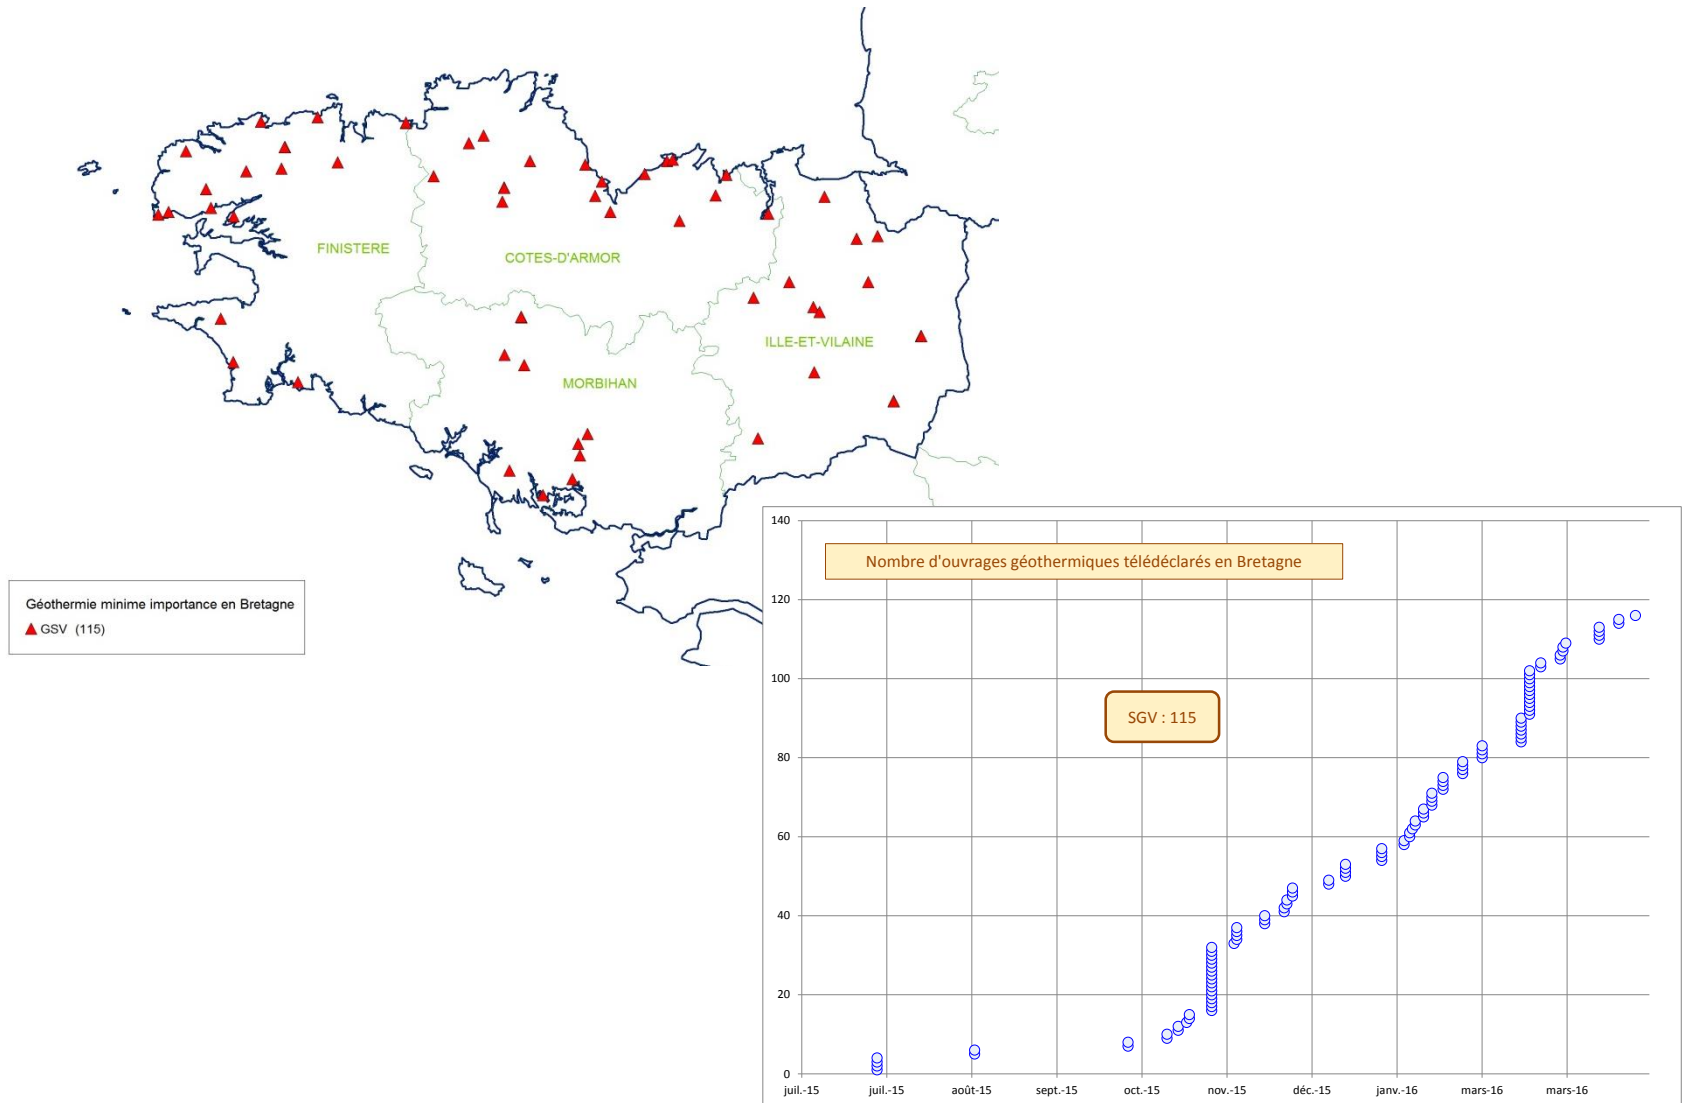 FINISTERE
COTES-D'ARMOR
ILLE-ET-VILAINE
MORBIHAN
Géothermie minime importance en Bretagne
GSV (115)
Nombre d'ouvrages géothermiques télédéclarés en Bretagne
SGV : 115
140
120
100
80
60
40
20
0
juil.-15 juil.-15 août-15 sept.-15 oct.-15 nov.-15 déc.-15 janv.-16 mars-16 mars-16